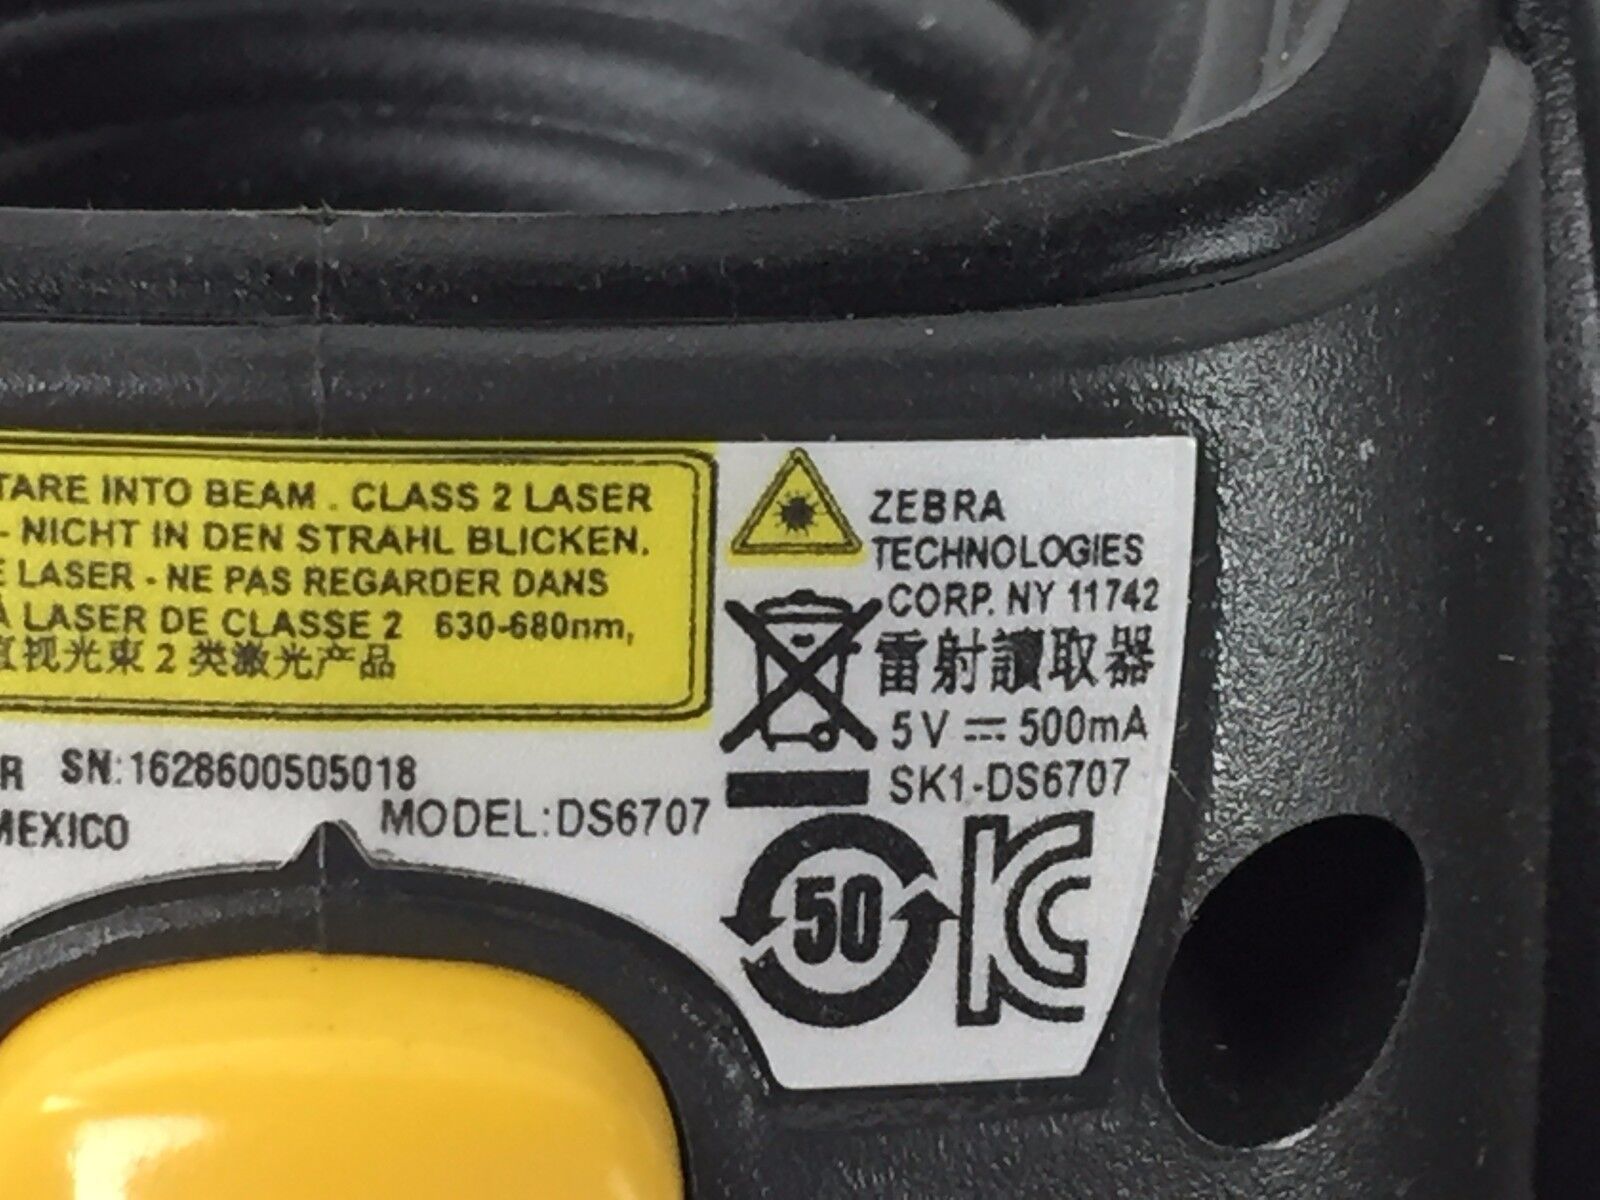 TARE INTO BEAM . CLASS 2 LASER
- NICHT IN DEN STRAHL BLICKEN.
E LASER - NE PAS REGARDER DANS
À LASER DE CLASSE 2 630-680nm,
直视光束 2 类激光产品
R SN:1628600505018
MEXICO
MODEL:DS6707
ZEBRA
TECHNOLOGIES
CORP. NY 11742
雷射讀取器
5V ⎓ 500mA
SK1-DS6707
50
KC